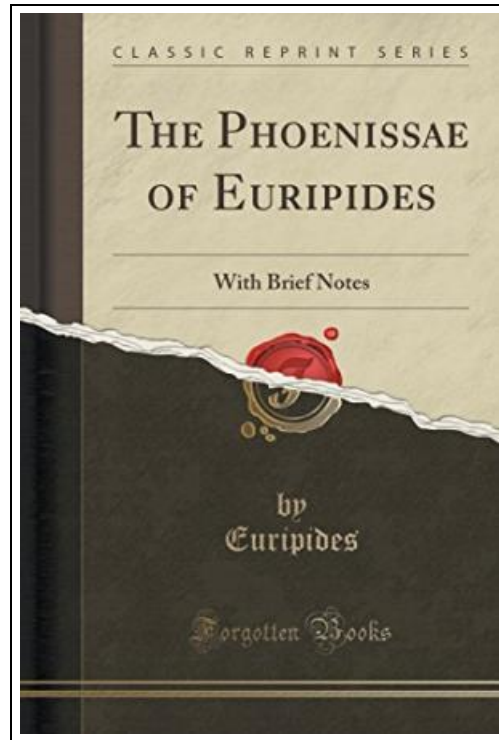 CLASSIC REPRINT SERIES
THE PHOENISSAE
OF EURIPIDES
With Brief Notes
by
Euripides
Forgotten Books